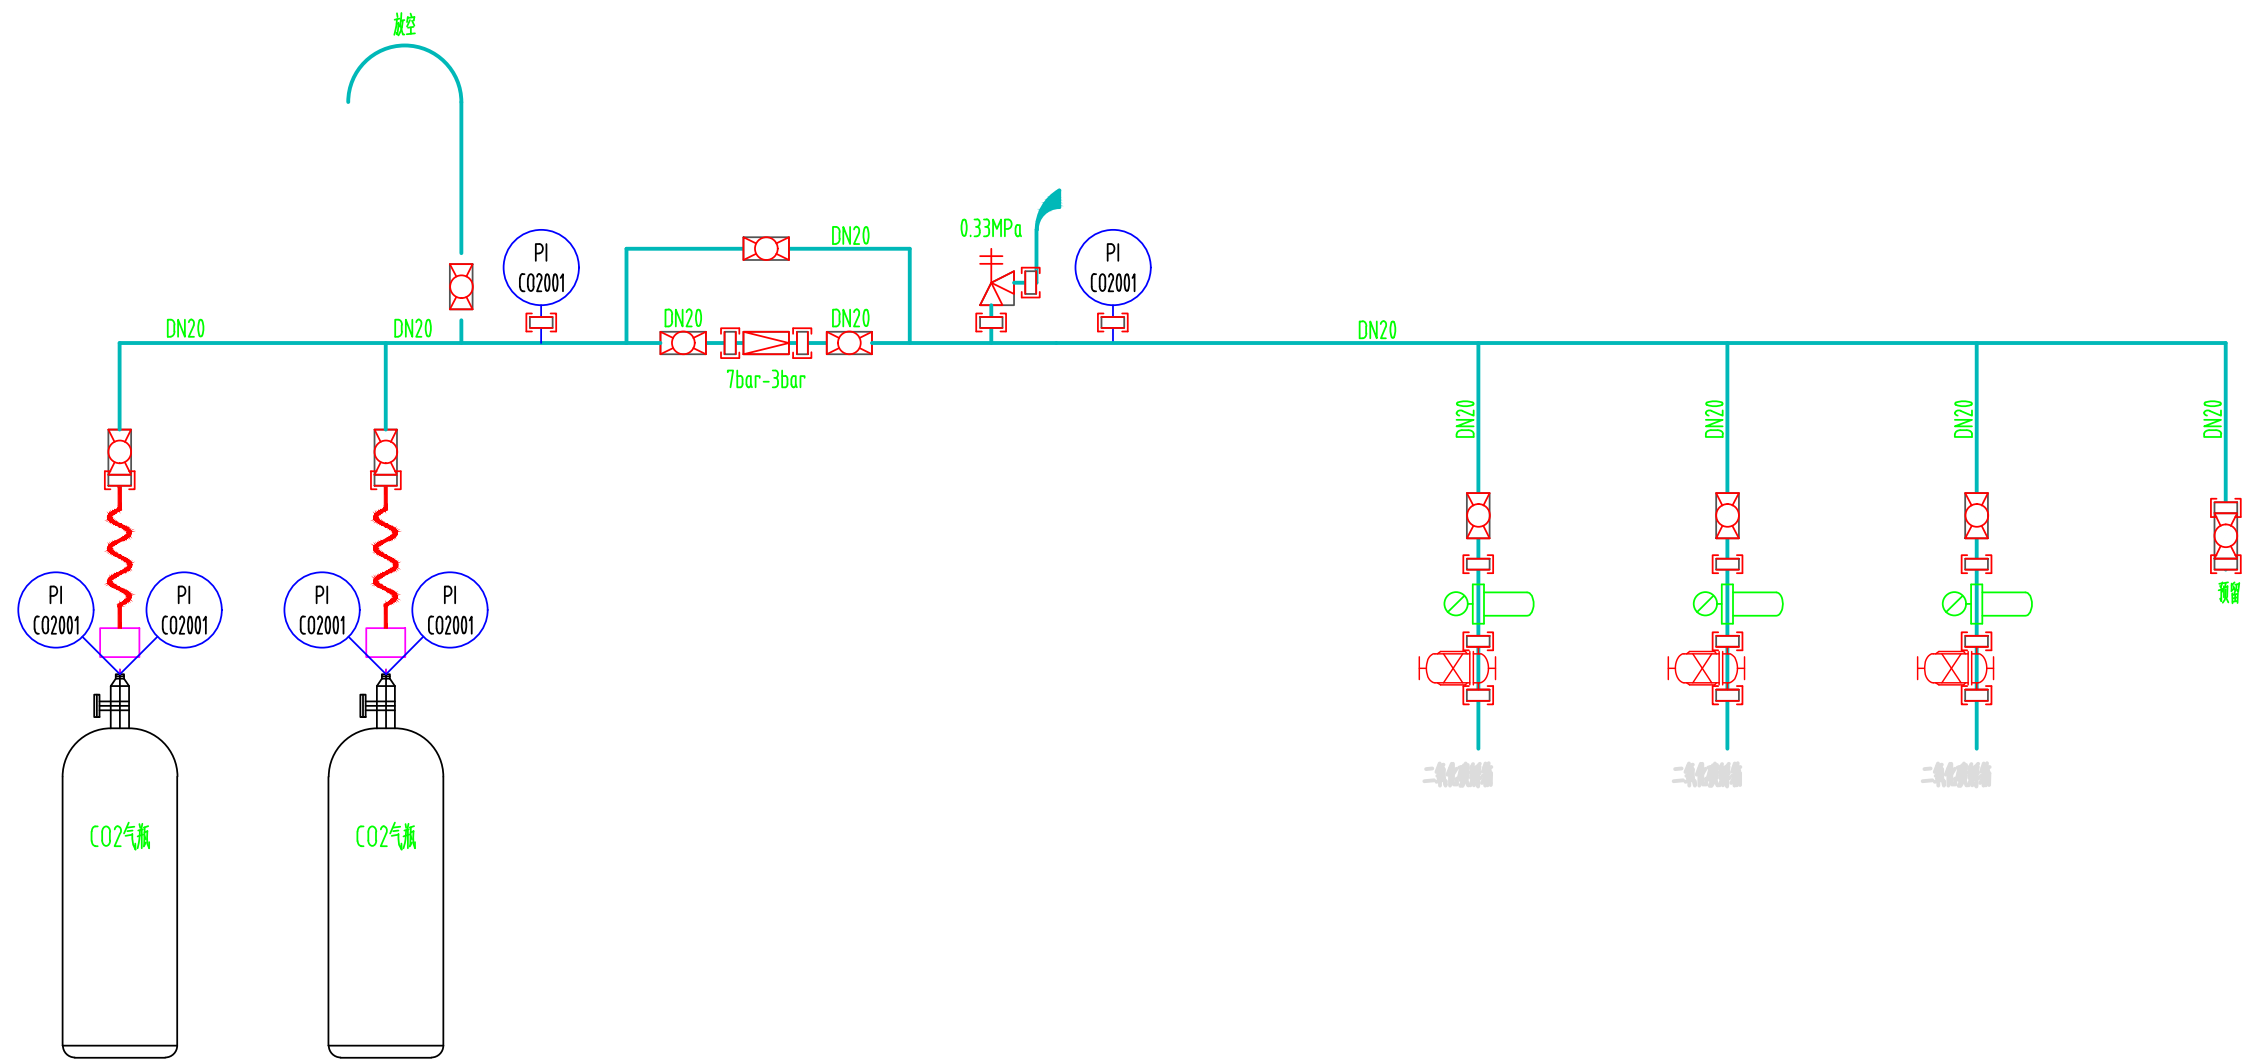 放空
0.33MPa
DN20
PI
CO2001
PI
CO2001
DN20
DN20
DN20
DN20
DN20
7bar-3bar
DN20
DN20
DN20
DN20
PI
CO2001
PI
CO2001
PI
CO2001
PI
CO2001
预留
CO2气瓶
CO2气瓶